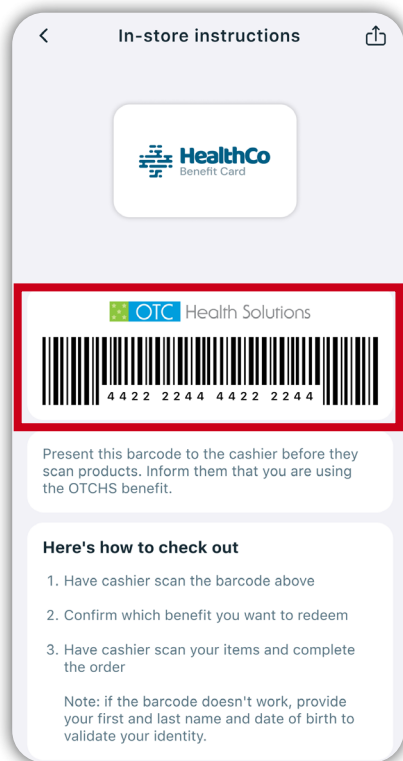 In-store instructions
HealthCo
Benefit Card
OTC Health Solutions
4422 2244 4422 2244
Present this barcode to the cashier before they
scan products. Inform them that you are using
the OTCHS benefit.
Here's how to check out
1. Have cashier scan the barcode above
2. Confirm which benefit you want to redeem
3. Have cashier scan your items and complete
the order
Note: if the barcode doesn't work, provide
your first and last name and date of birth to
validate your identity.